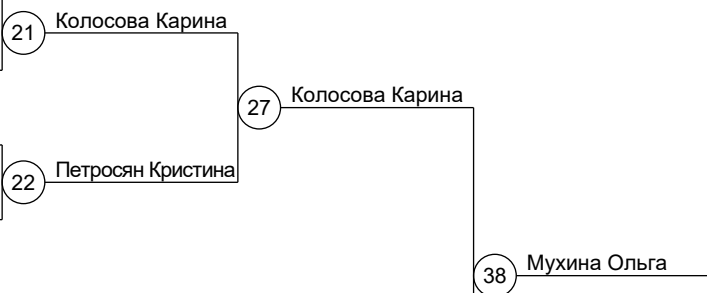 21 Колосова Карина
27 Колосова Карина
22 Петросян Кристина
38 Мухина Ольга